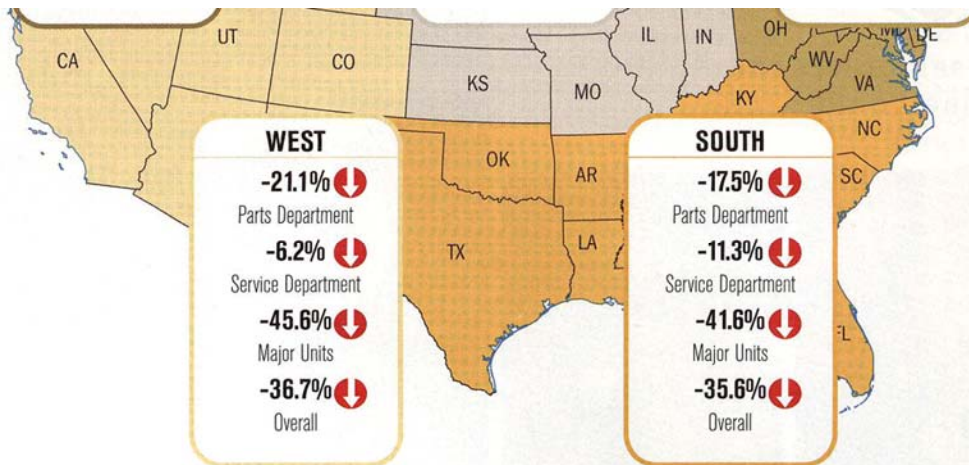 UT
CA
CO
KS
MO
IL
IN
OH
WV
VA
DE
KY
NC
SC
OK
AR
TX
LA
FL
WEST
-21.1%
Parts Department
-6.2%
Service Department
-45.6%
Major Units
-36.7%
Overall
SOUTH
-17.5%
Parts Department
-11.3%
Service Department
-41.6%
Major Units
-35.6%
Overall